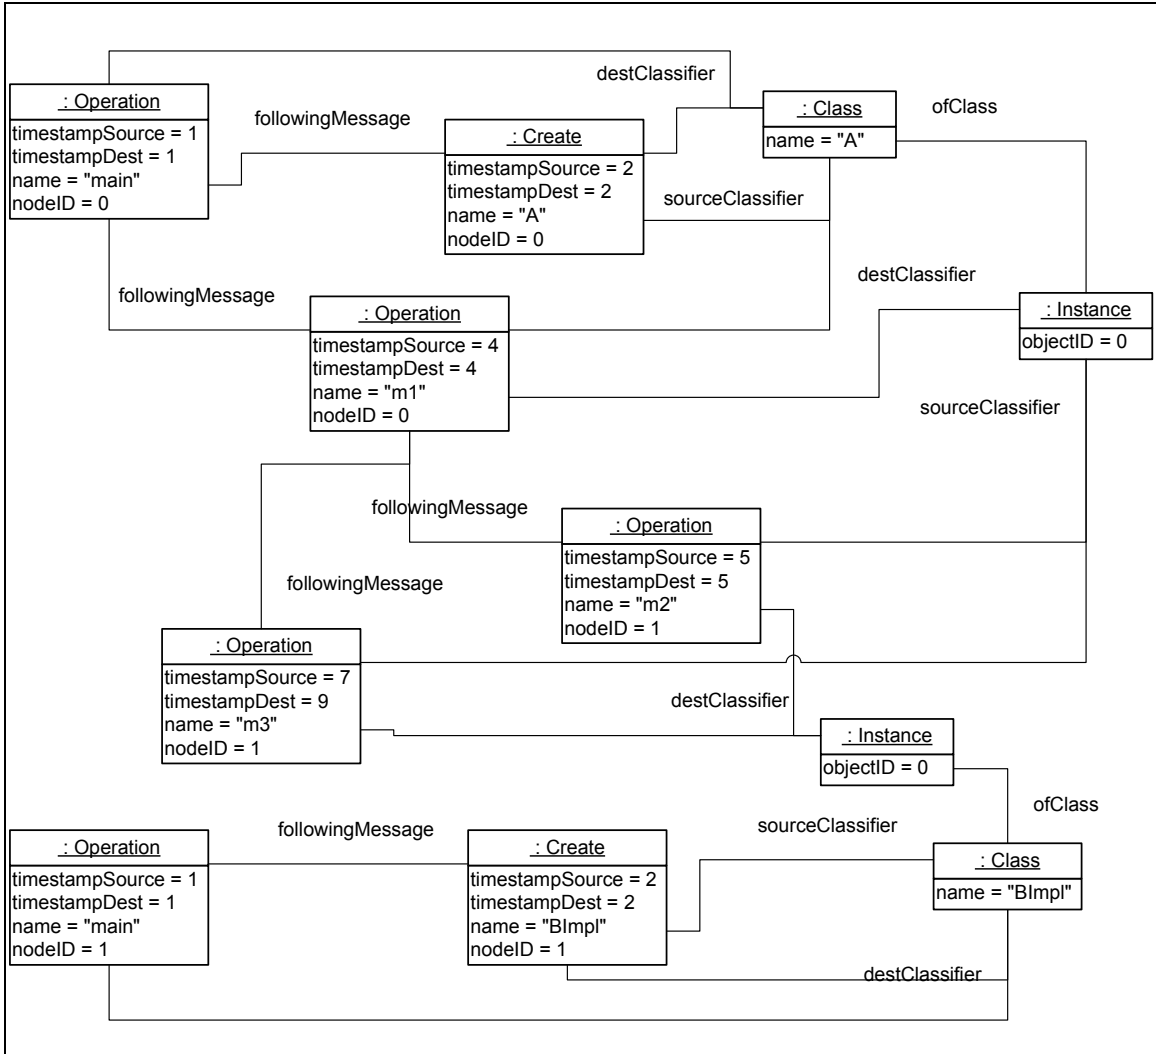 destClassifier
: Operation
timestampSource = 1
timestampDest = 1
name = "main"
nodeID = 0
followingMessage
: Create
timestampSource = 2
timestampDest = 2
name = "A"
nodeID = 0
: Class
name = "A"
ofClass
sourceClassifier
followingMessage
: Operation
timestampSource = 4
timestampDest = 4
name = "m1"
nodeID = 0
destClassifier
: Instance
objectID = 0
sourceClassifier
followingMessage
: Operation
timestampSource = 5
timestampDest = 5
name = "m2"
nodeID = 1
followingMessage
: Operation
timestampSource = 7
timestampDest = 9
name = "m3"
nodeID = 1
destClassifier
: Instance
objectID = 0
ofClass
: Operation
timestampSource = 1
timestampDest = 1
name = "main"
nodeID = 1
followingMessage
: Create
timestampSource = 2
timestampDest = 2
name = "BImpl"
nodeID = 1
sourceClassifier
: Class
name = "BImpl"
destClassifier